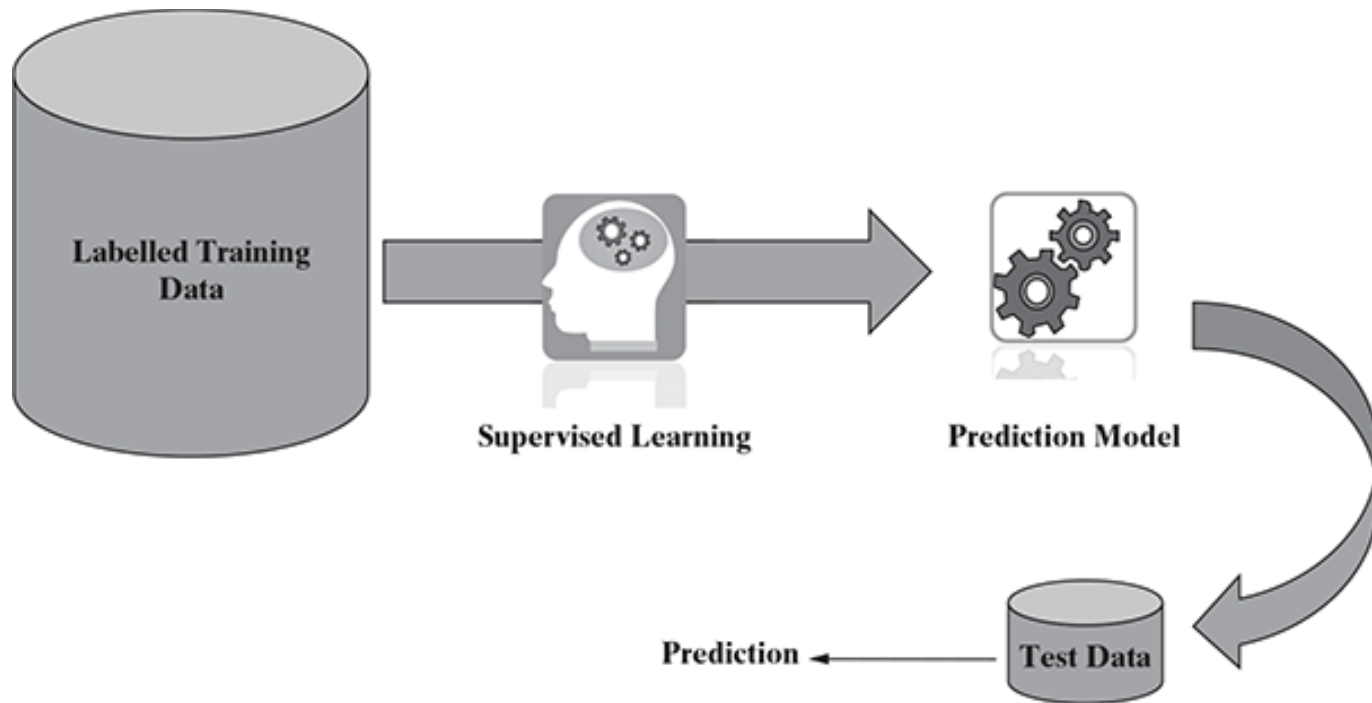 Labelled Training
Data
Supervised Learning
Prediction Model
Prediction
Test Data